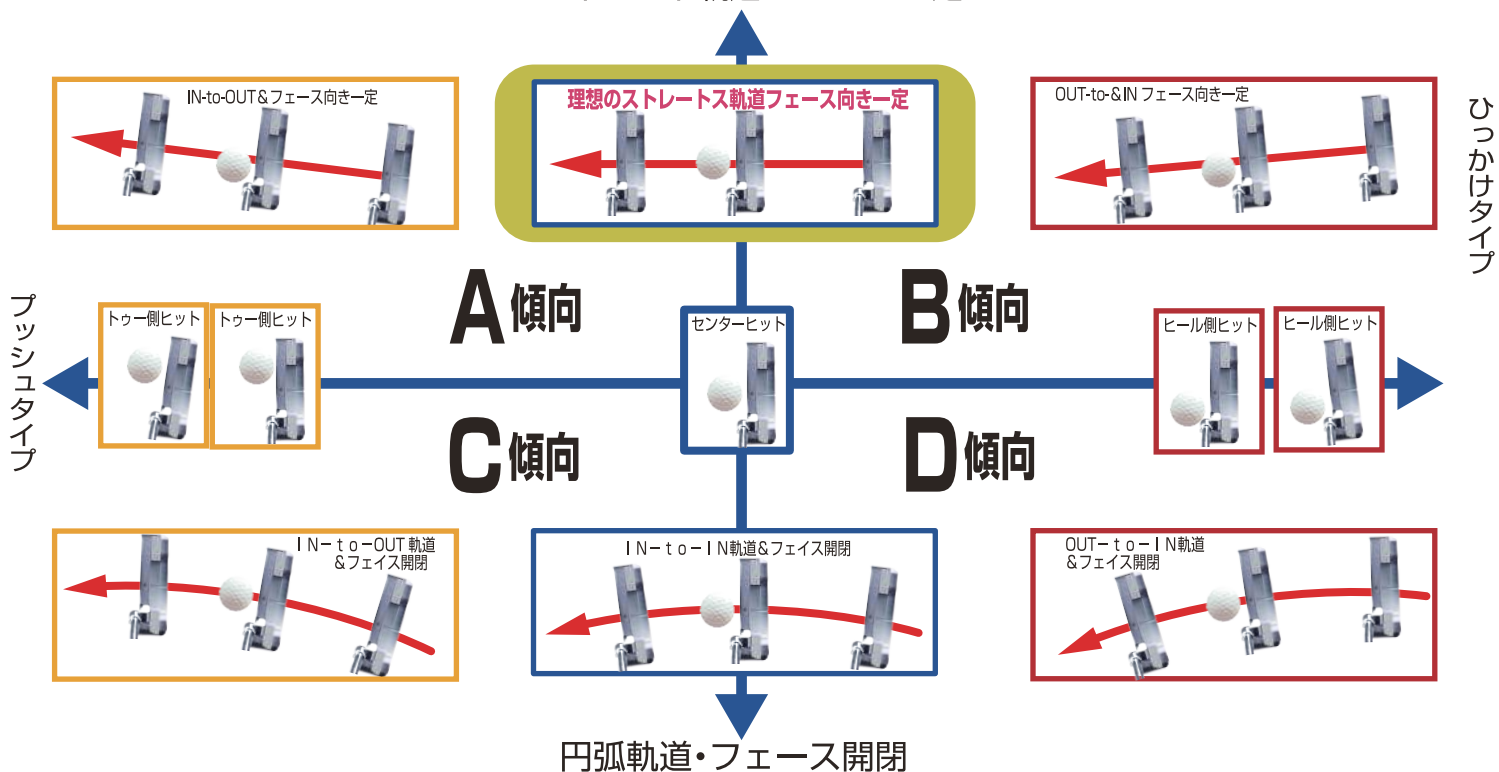 IN-to-OUT＆フェース向き一定
理想のストレートス軌道フェース向き一定
OUT-to-&IN フェース向き一定
ひっかけタイプ
A傾向
B傾向
プッシュタイプ
トゥー側ヒット
トゥー側ヒット
センターヒット
ヒール側ヒット
ヒール側ヒット
C傾向
D傾向
IN－to－OUT軌道
＆フェイス開閉
IN－to－IN軌道＆フェイス開閉
OUT－to－IN軌道
＆フェイス開閉
円弧軌道・フェース開閉